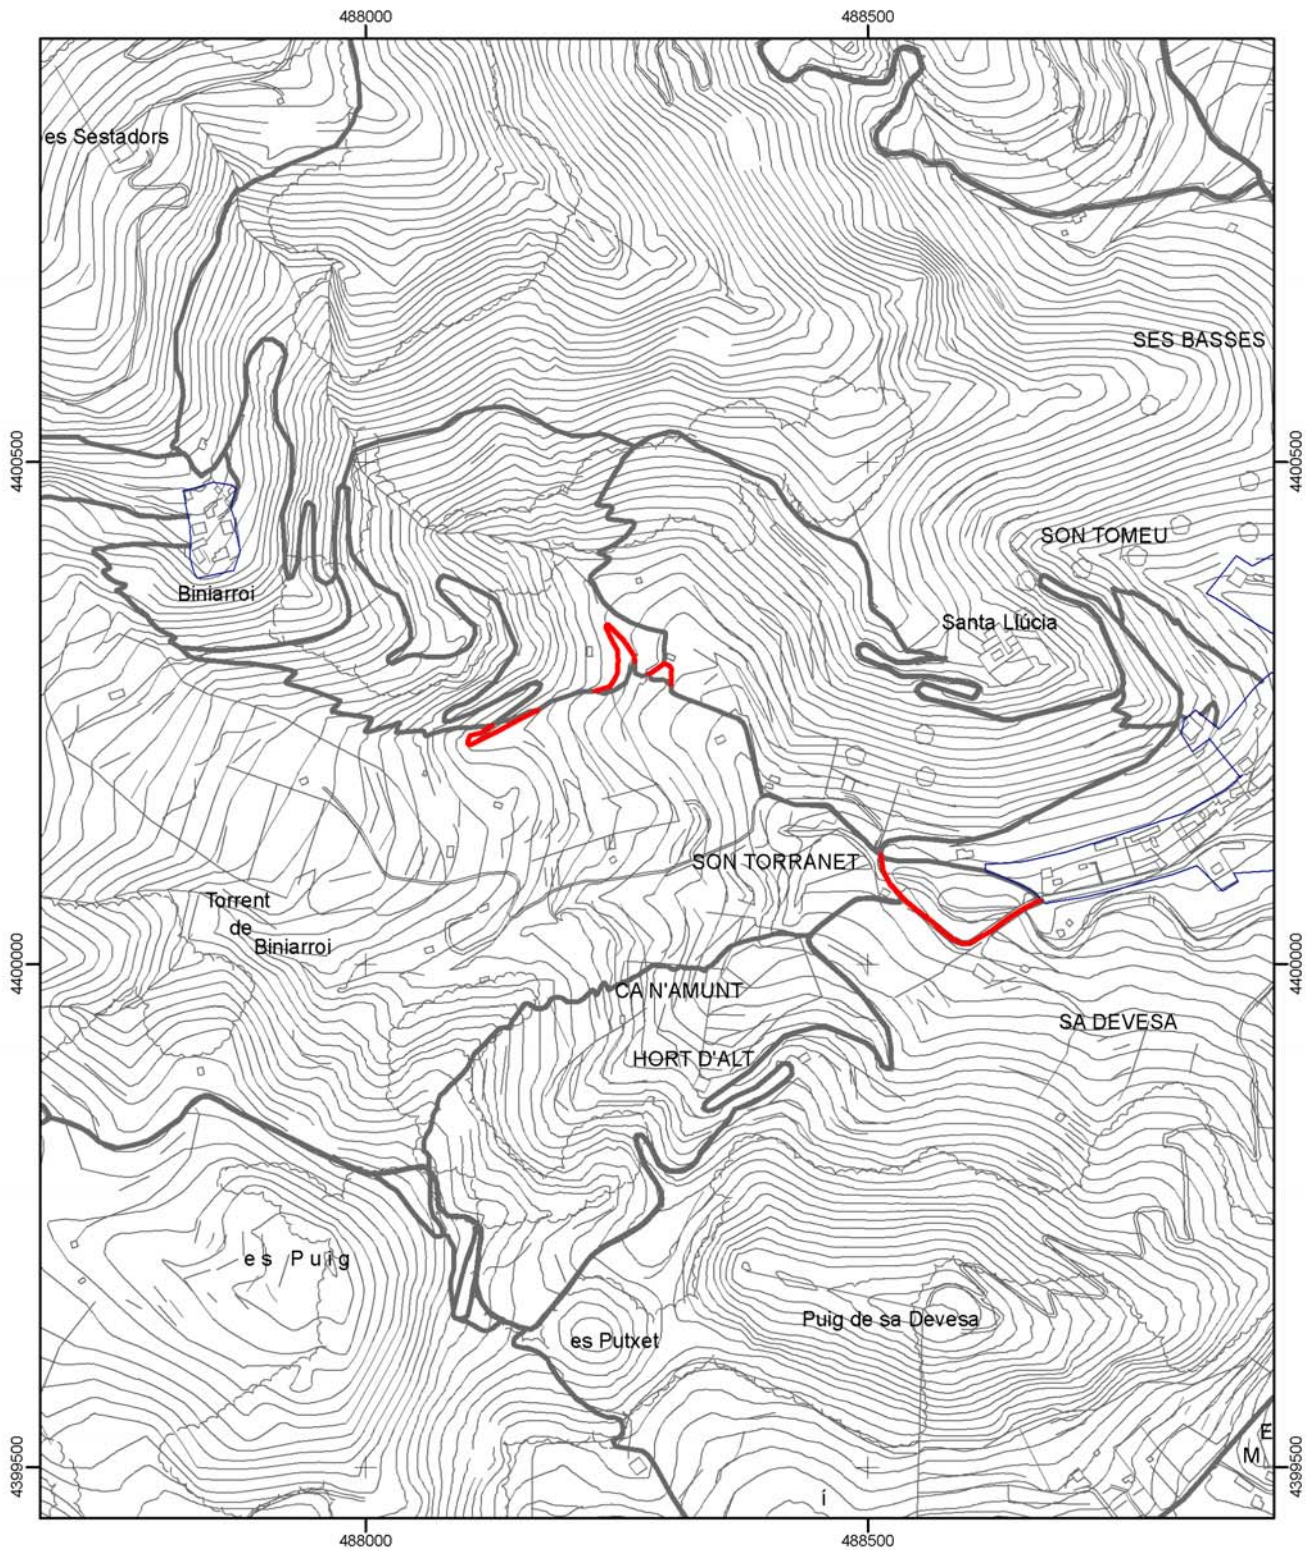 488000
488500
es Sestadors
SES BASSES
4400500
4400500
SON TOMEU
Biniarroi
Santa Llúcia
SON TORRANET
Torrent
de
Biniarroi
4400000
4400000
CA N'AMUNT
SA DEVESA
HORT D'ALT
es Puig
Puig de sa Devesa
es Putxet
E
M
4399500
4399500
í
488000
488500